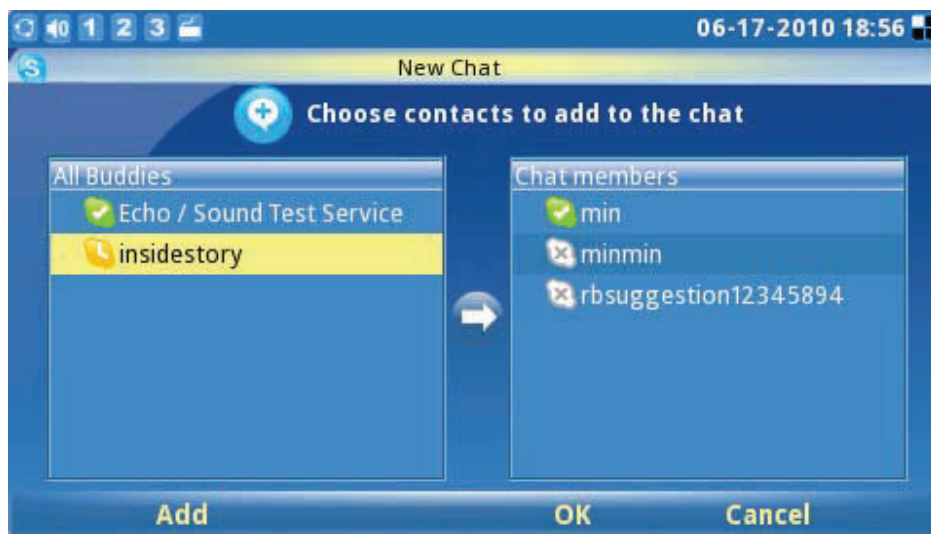 1 2 3 06-17-2010 18:56
S New Chat
Choose contacts to add to the chat
All Buddies
Echo / Sound Test Service
insidestory
Chat members
min
minmin
rbsuggestion12345894
Add OK Cancel